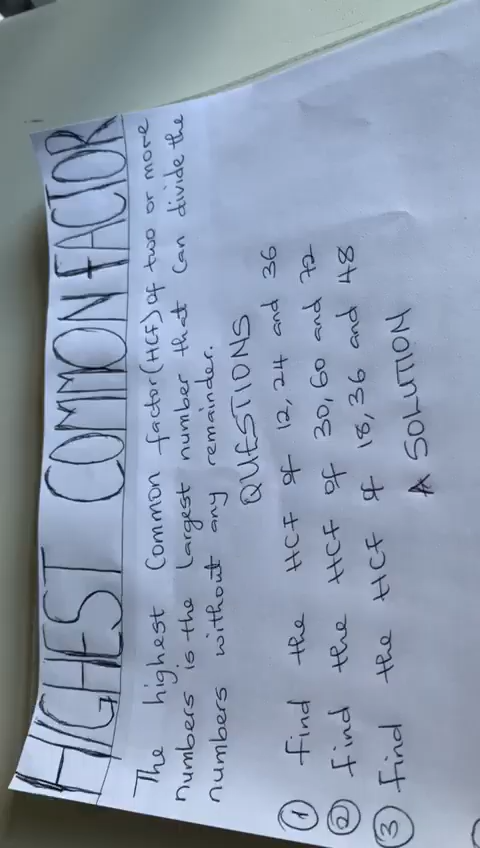 HIGHEST COMMON FACTOR
The highest Common factor (HCF) of two or more
numbers is the largest number that can divide the
numbers without any remainder.
QUESTIONS
① find the HCF of 12, 24 and 36
② find the HCF of 30, 60 and 72
③ find the HCF of 18, 36 and 48
SOLUTION